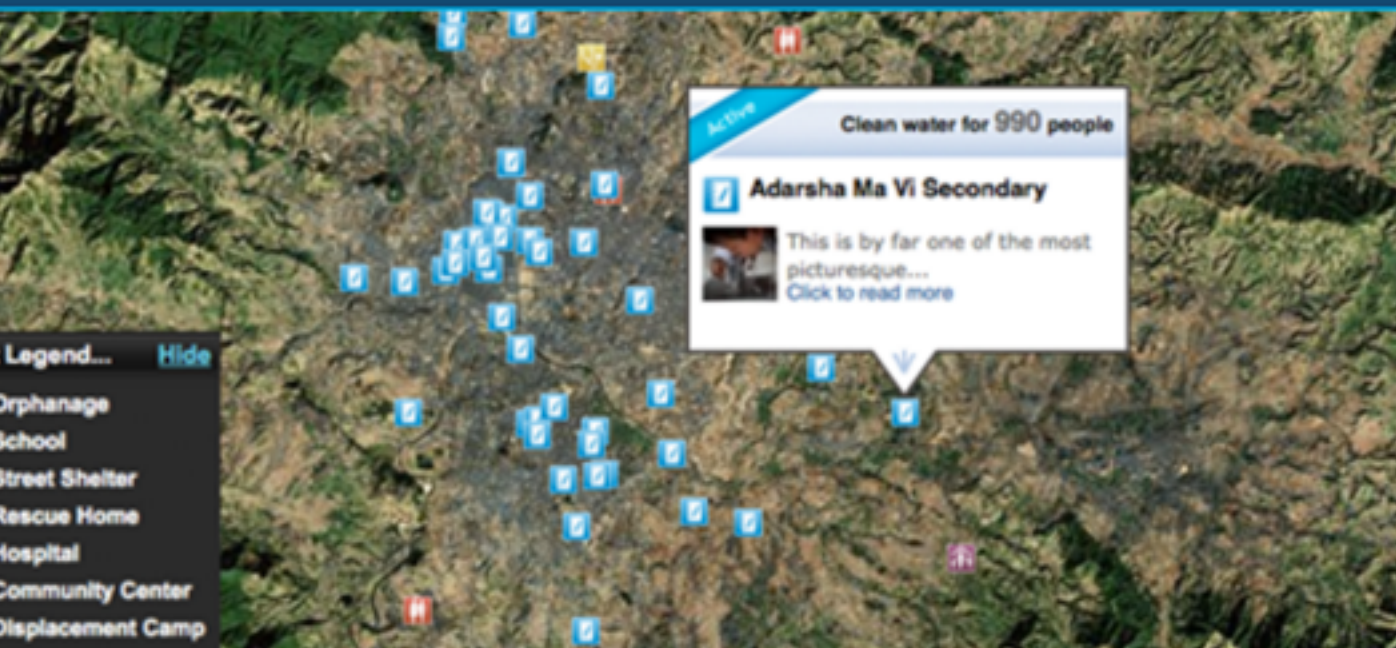 Active
Clean water for 990 people
Adarsha Ma Vi Secondary
This is by far one of the most
picturesque...
Click to read more
Legend... Hide
Orphanage
School
Street Shelter
Rescue Home
Hospital
Community Center
Displacement Camp